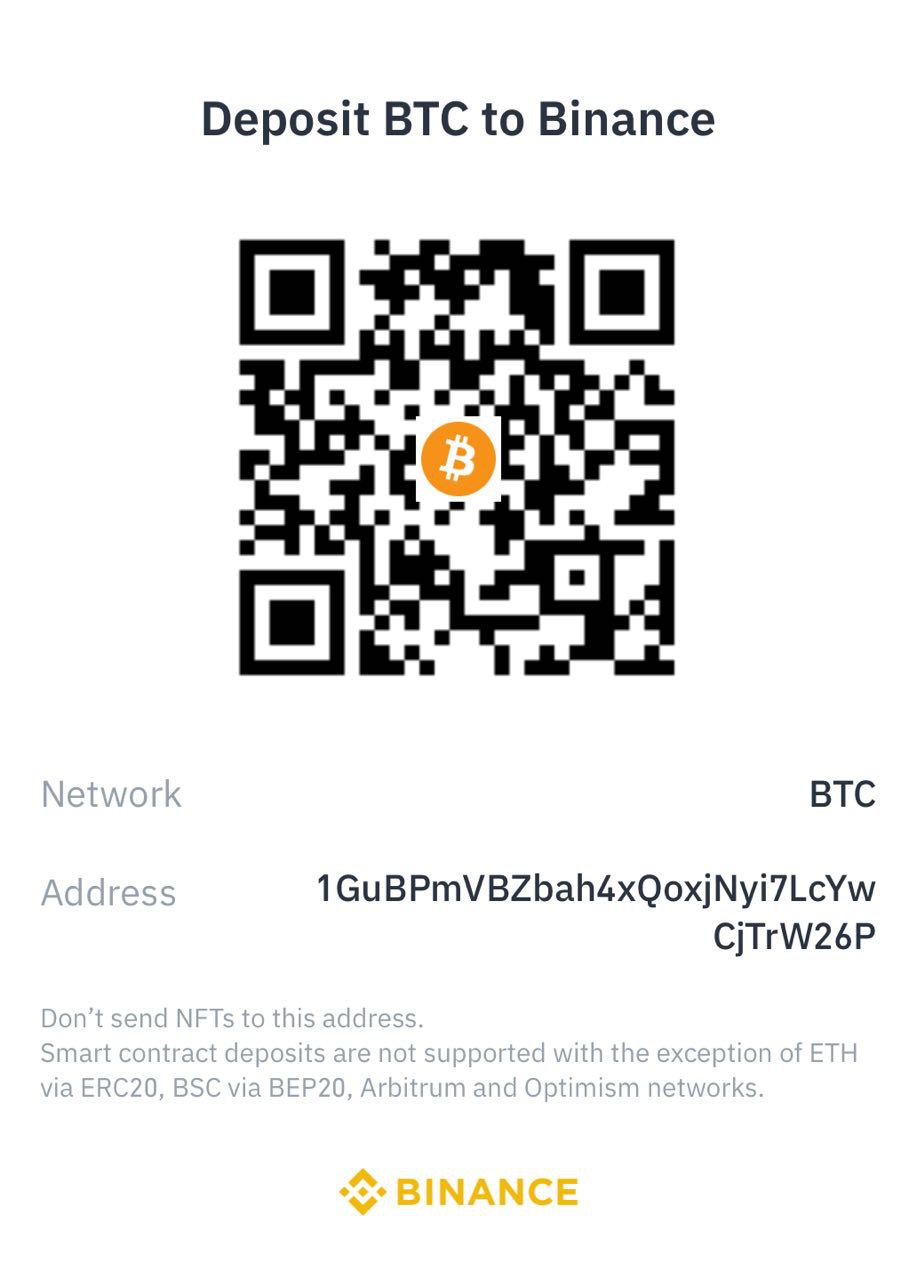 Deposit BTC to Binance
Network
BTC
Address
1GuBPmVBZbah4xQoxjNyi7LcYw
CjTrW26P
Don’t send NFTs to this address.
Smart contract deposits are not supported with the exception of ETH
via ERC20, BSC via BEP20, Arbitrum and Optimism networks.
BINANCE